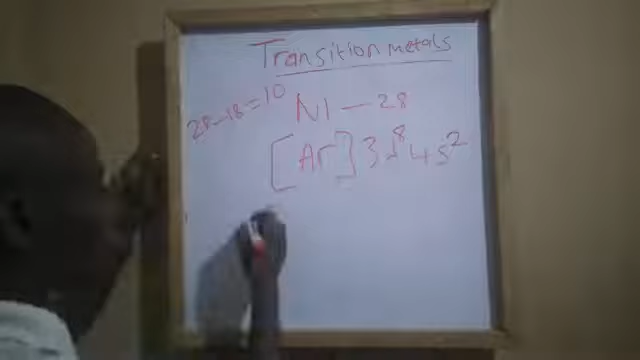 Transition metals
28-18=10
Ni — 28
[Ar] 3d⁸ 4s²